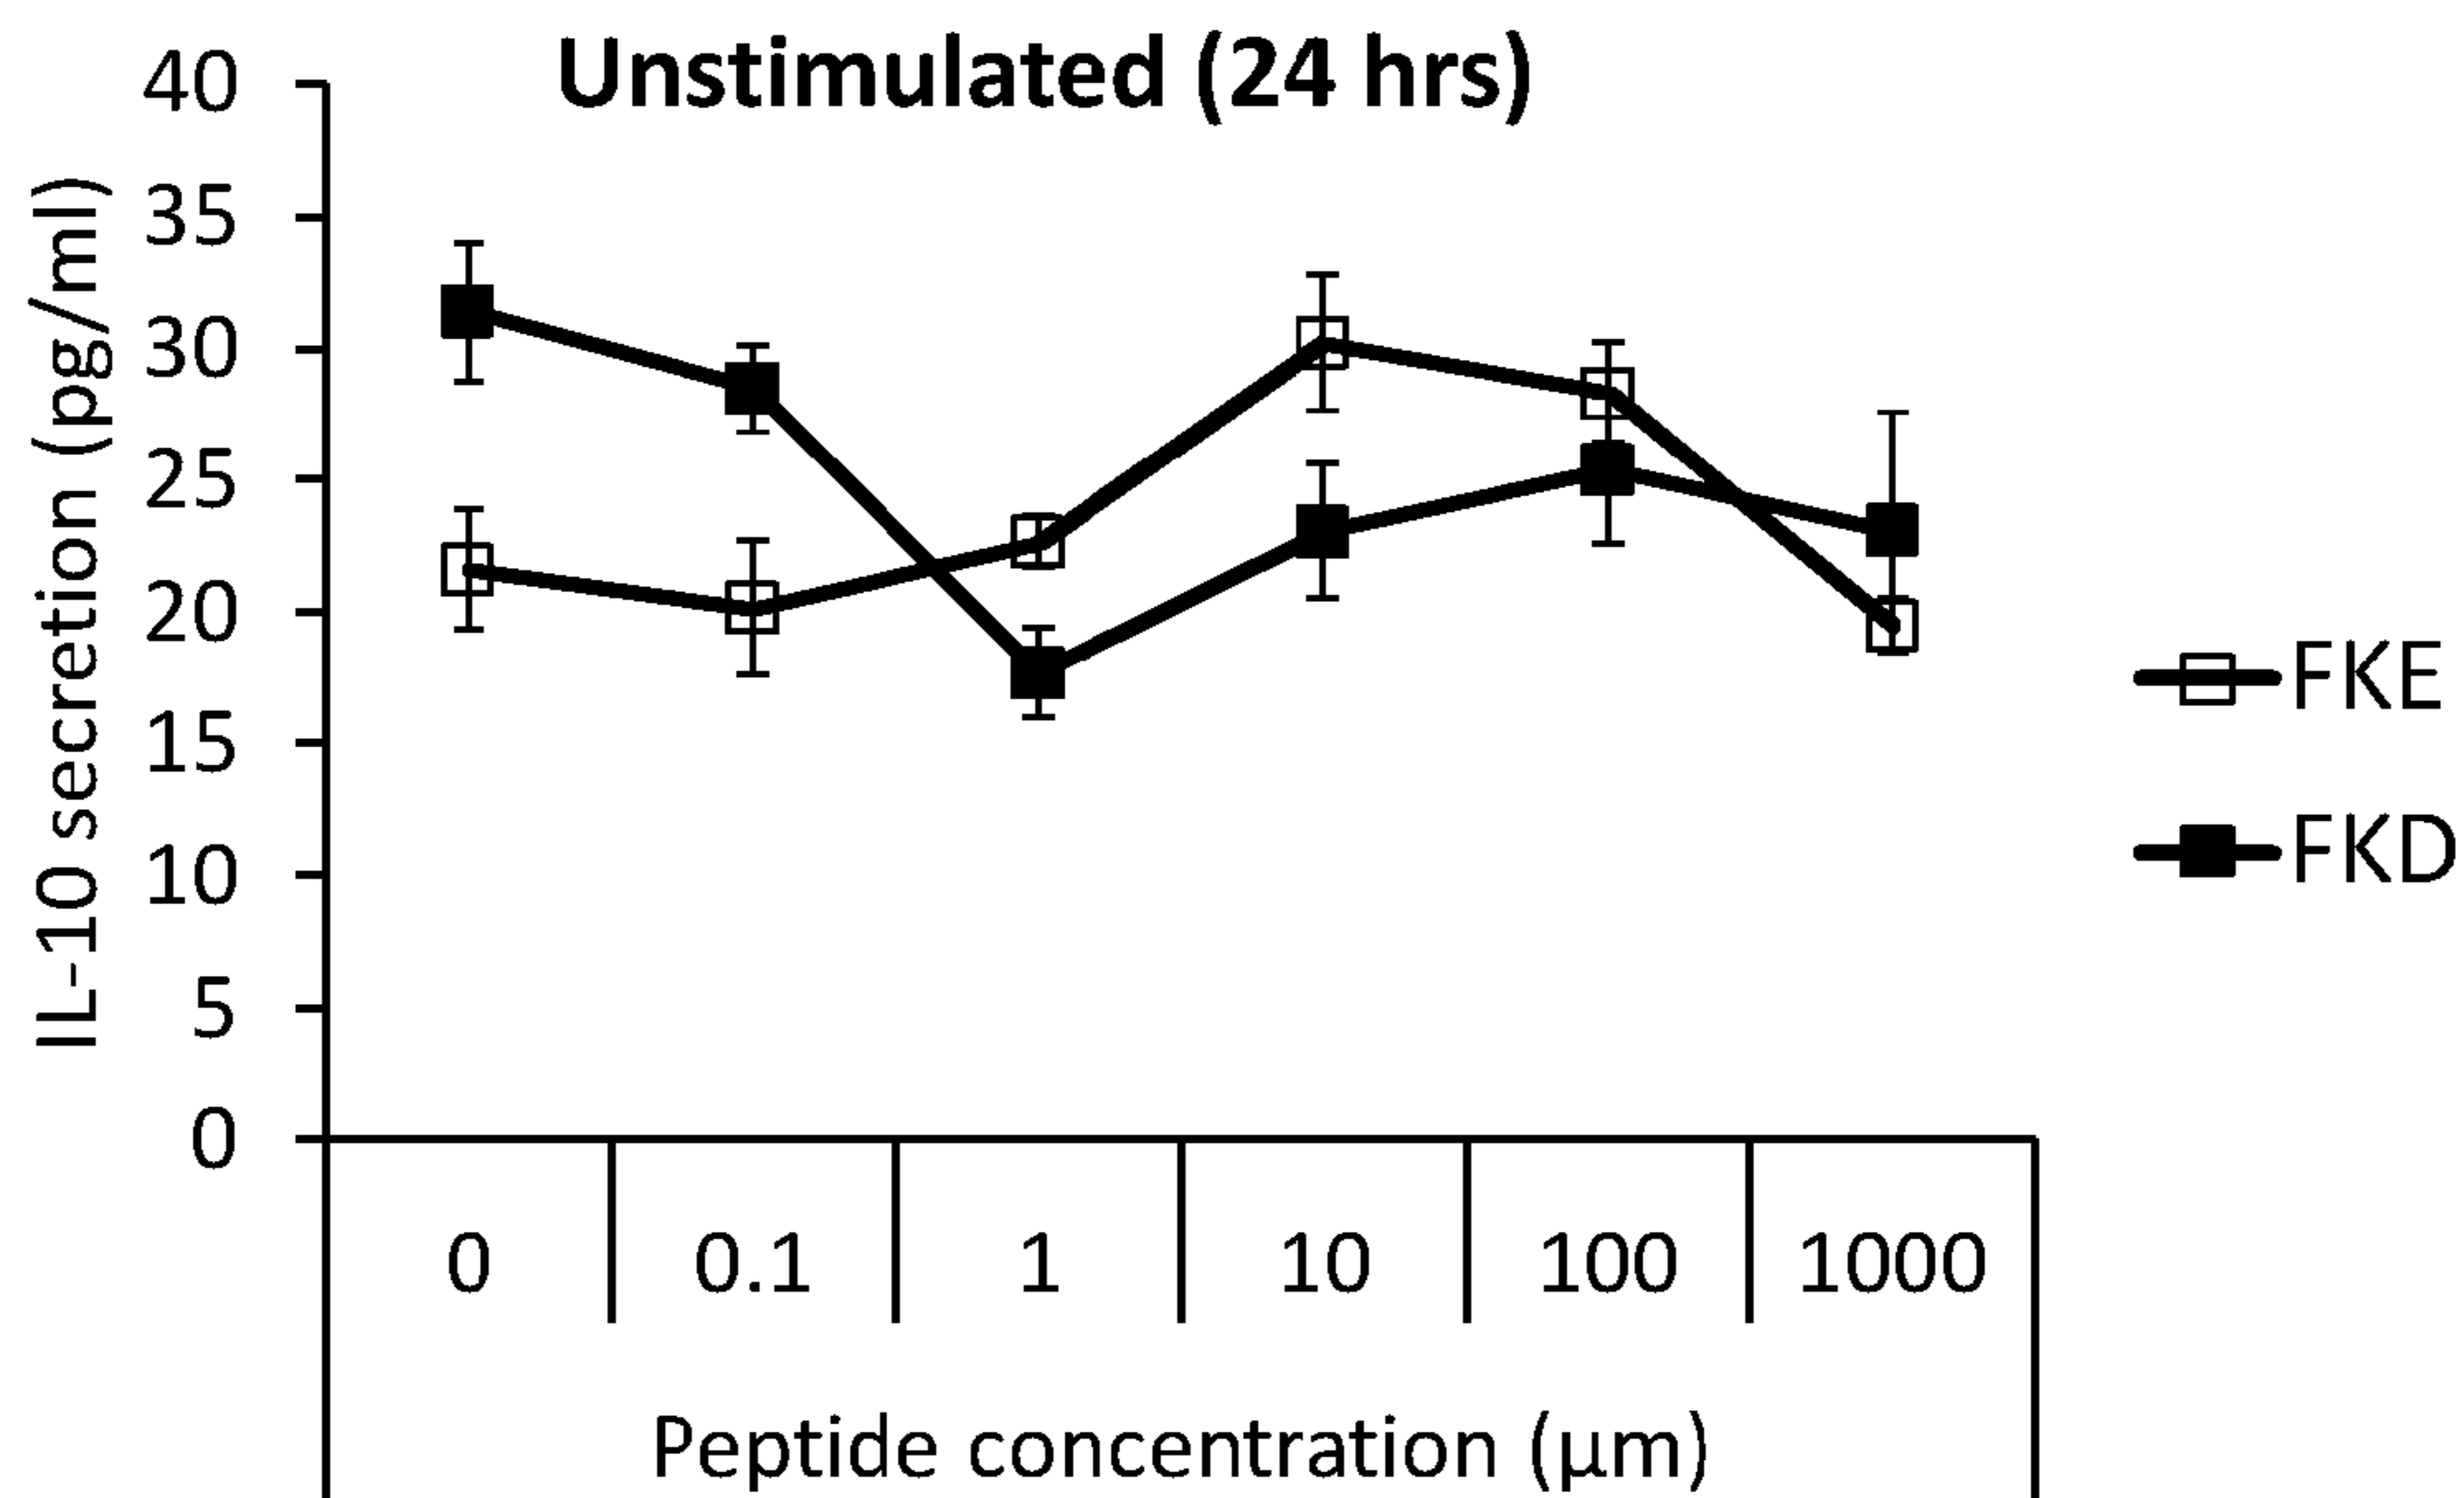 Unstimulated (24 hrs)
IL-10 secretion (pg/ml)
40
35
30
25
20
15
10
5
0
0 0.1 1 10 100 1000
Peptide concentration (µm)
FKE
FKD